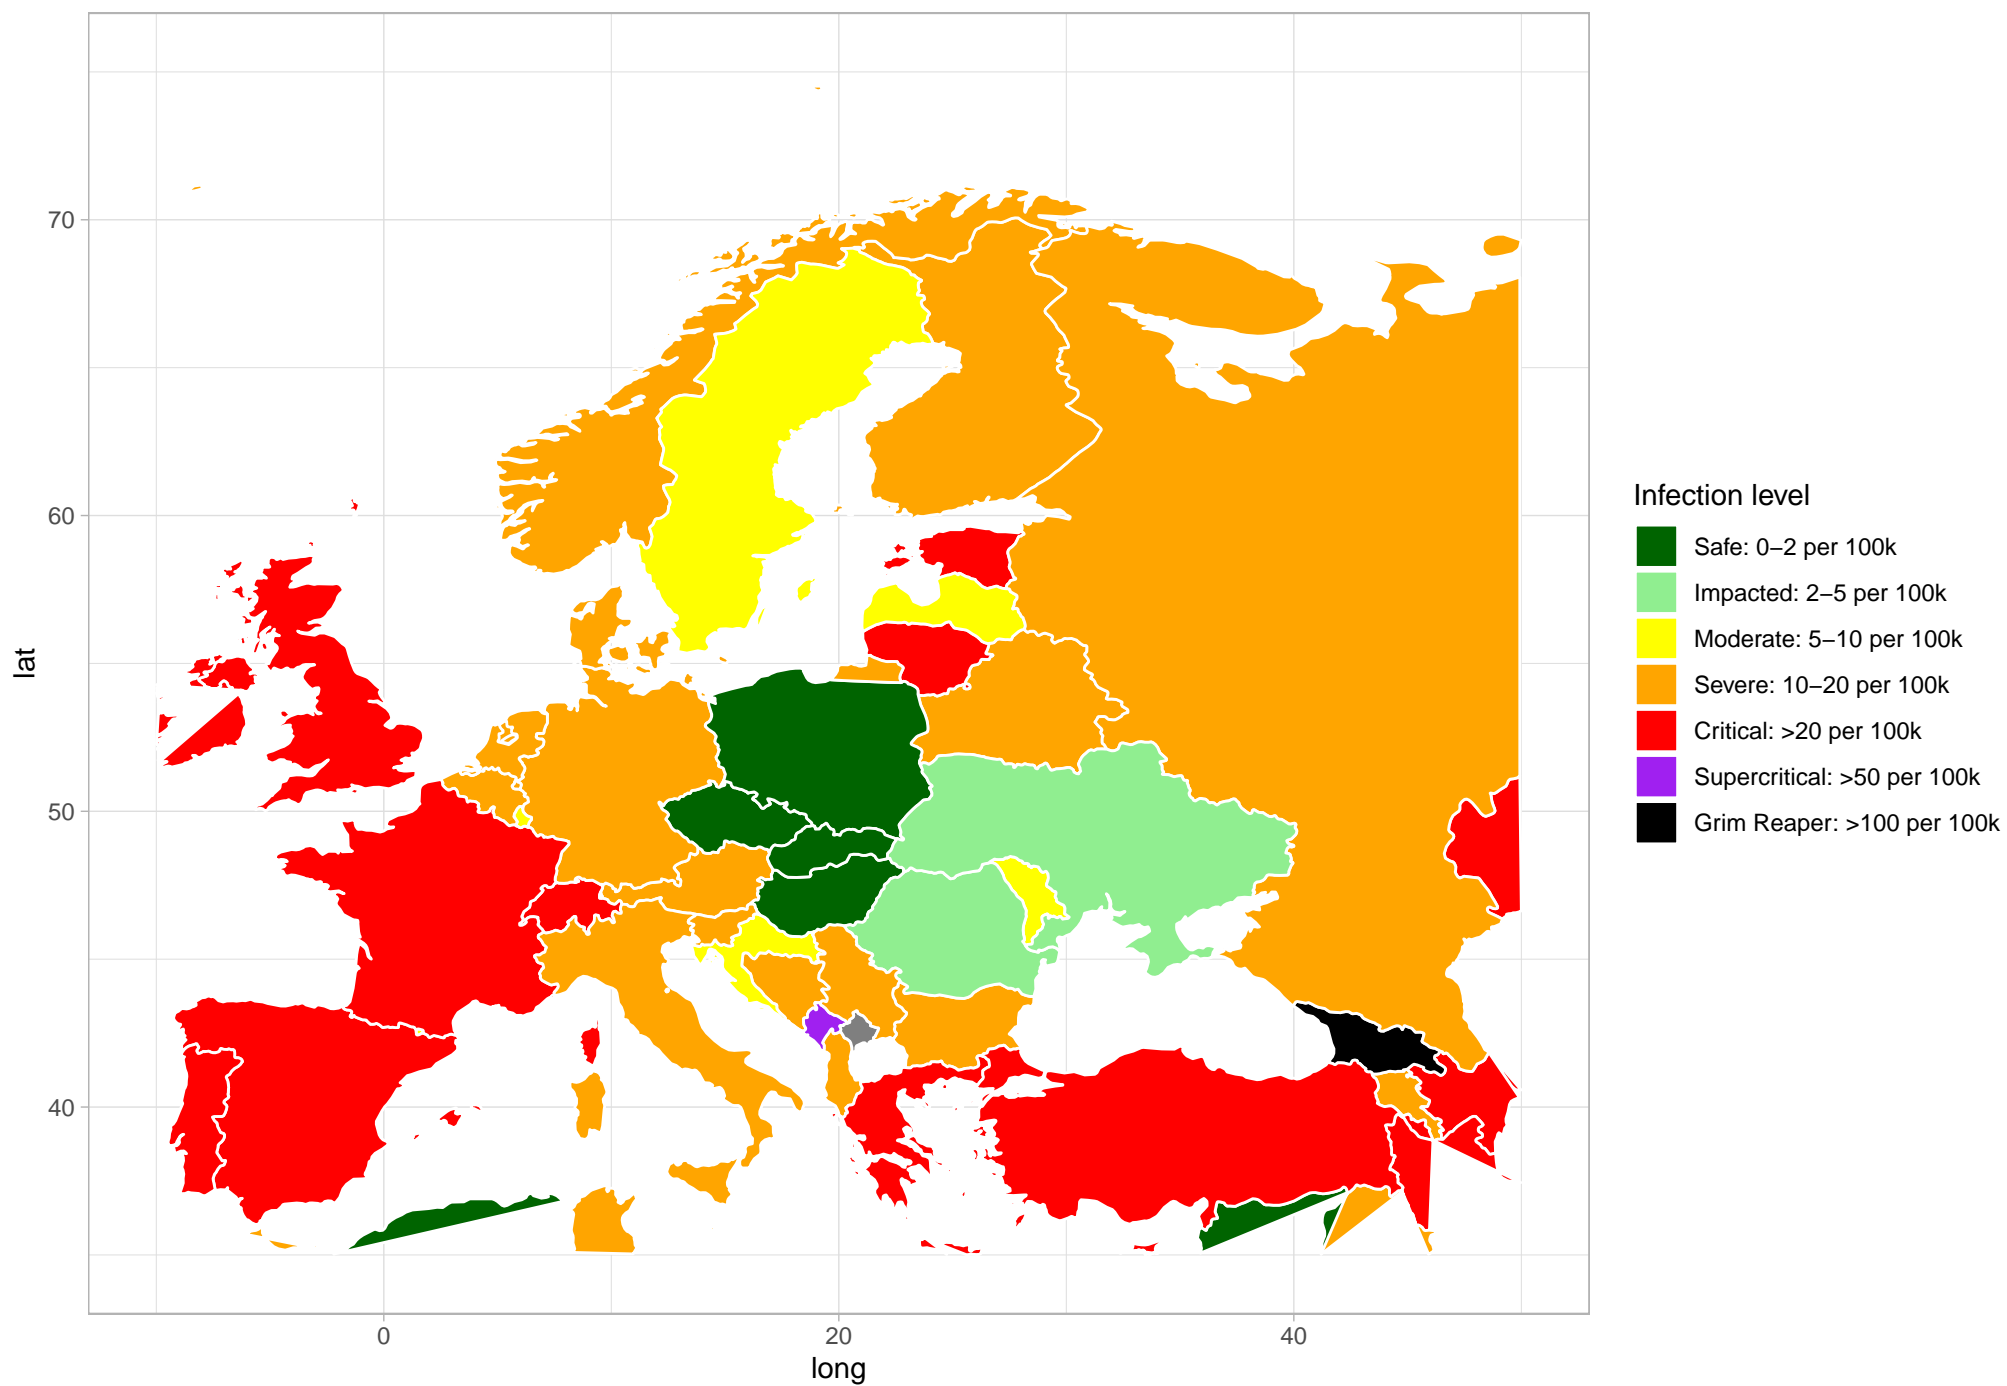 70
60
50
40
lat
0
20
40
long
Infection level
Safe: 0−2 per 100k
Impacted: 2−5 per 100k
Moderate: 5−10 per 100k
Severe: 10−20 per 100k
Critical: >20 per 100k
Supercritical: >50 per 100k
Grim Reaper: >100 per 100k